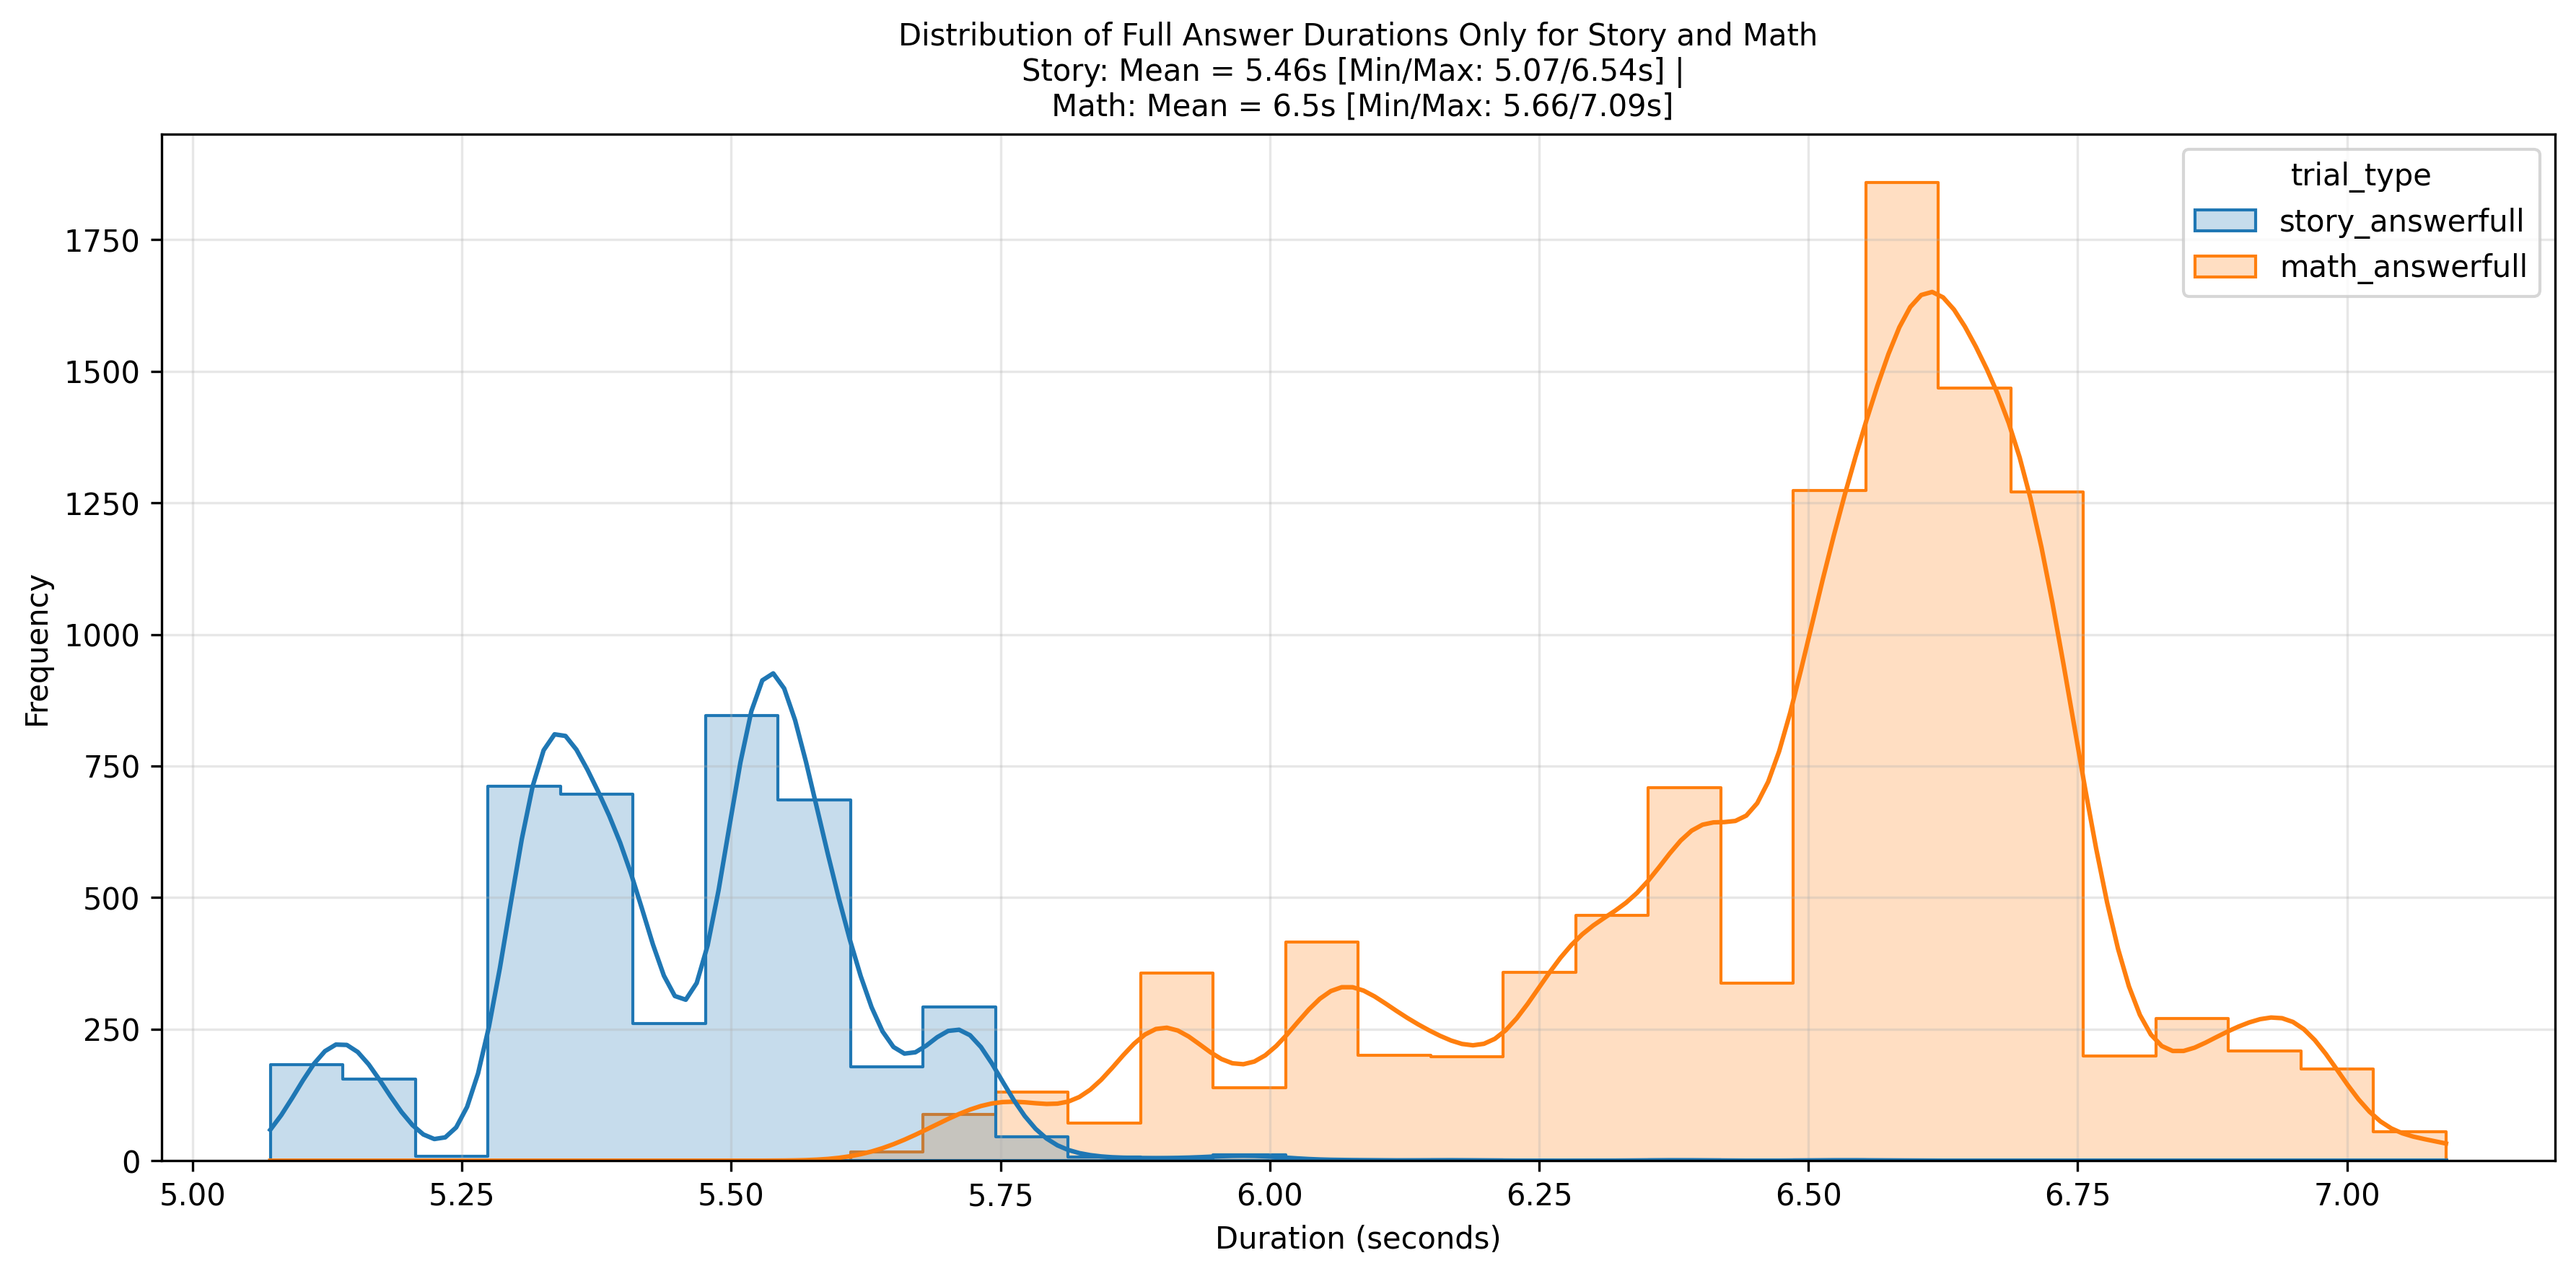 Distribution of Full Answer Durations Only for Story and Math
Story: Mean = 5.46s [Min/Max: 5.07/6.54s] |
Math: Mean = 6.5s [Min/Max: 5.66/7.09s]
trial_type
story_answerfull
math_answerfull
Frequency
1750
1500
1250
1000
750
500
250
0
5.00 5.25 5.50 5.75 6.00 6.25 6.50 6.75 7.00
Duration (seconds)